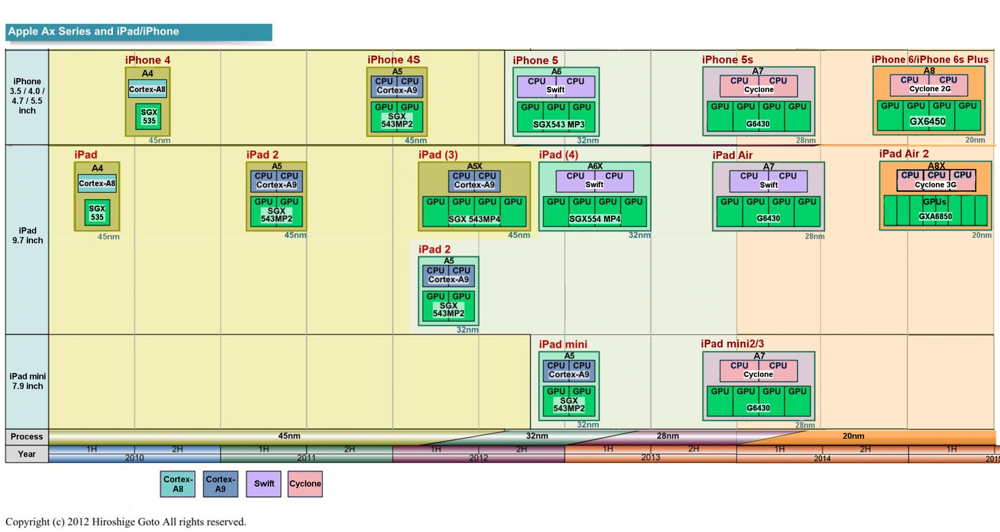 Apple Ax Series and iPad/iPhone
iPhone
3.5 / 4.0 /
4.7 / 5.5
inch
iPhone 4
A4
Cortex-A8
SGX
535
45nm
iPhone 4S
A5
CPU CPU
Cortex-A9
GPU GPU
SGX
543MP2
45nm
iPhone 5
A6
CPU CPU
Swift
GPU GPU GPU
SGX543 MP3
32nm
iPhone 5s
A7
CPU CPU
Cyclone
GPU GPU GPU GPU
G6430
28nm
iPhone 6/iPhone 6s Plus
A8
CPU CPU
Cyclone 2G
GPU GPU GPU GPU
GX6450
20nm
iPad
9.7 inch
iPad
A4
Cortex-A8
SGX
535
45nm
iPad 2
A5
CPU CPU
Cortex-A9
GPU GPU
SGX
543MP2
45nm
iPad (3)
A5X
CPU CPU
Cortex-A9
GPU GPU GPU GPU
SGX 543MP4
45nm
iPad (4)
A6X
CPU CPU
Swift
GPU GPU GPU GPU
SGX554 MP4
32nm
iPad Air
A7
CPU CPU
Swift
GPU GPU GPU GPU
G6430
28nm
iPad Air 2
A8X
CPU CPU CPU
Cyclone 3G
GPUs
GXA6850
20nm
iPad 2
A5
CPU CPU
Cortex-A9
GPU GPU
SGX
543MP2
32nm
iPad mini
7.9 inch
iPad mini
A5
CPU CPU
Cortex-A9
GPU GPU
SGX
543MP2
32nm
iPad mini2/3
A7
CPU CPU
Cyclone
GPU GPU GPU GPU
G6430
28nm
Process 45nm 32nm 28nm 20nm
Year
1H 2H 1H 2H 1H 2H 1H 2H 1H 2H 1H
2010 2011 2012 2013 2014 2015
Cortex-
A8
Cortex-
A9
Swift
Cyclone
Copyright (c) 2012 Hiroshige Goto All rights reserved.